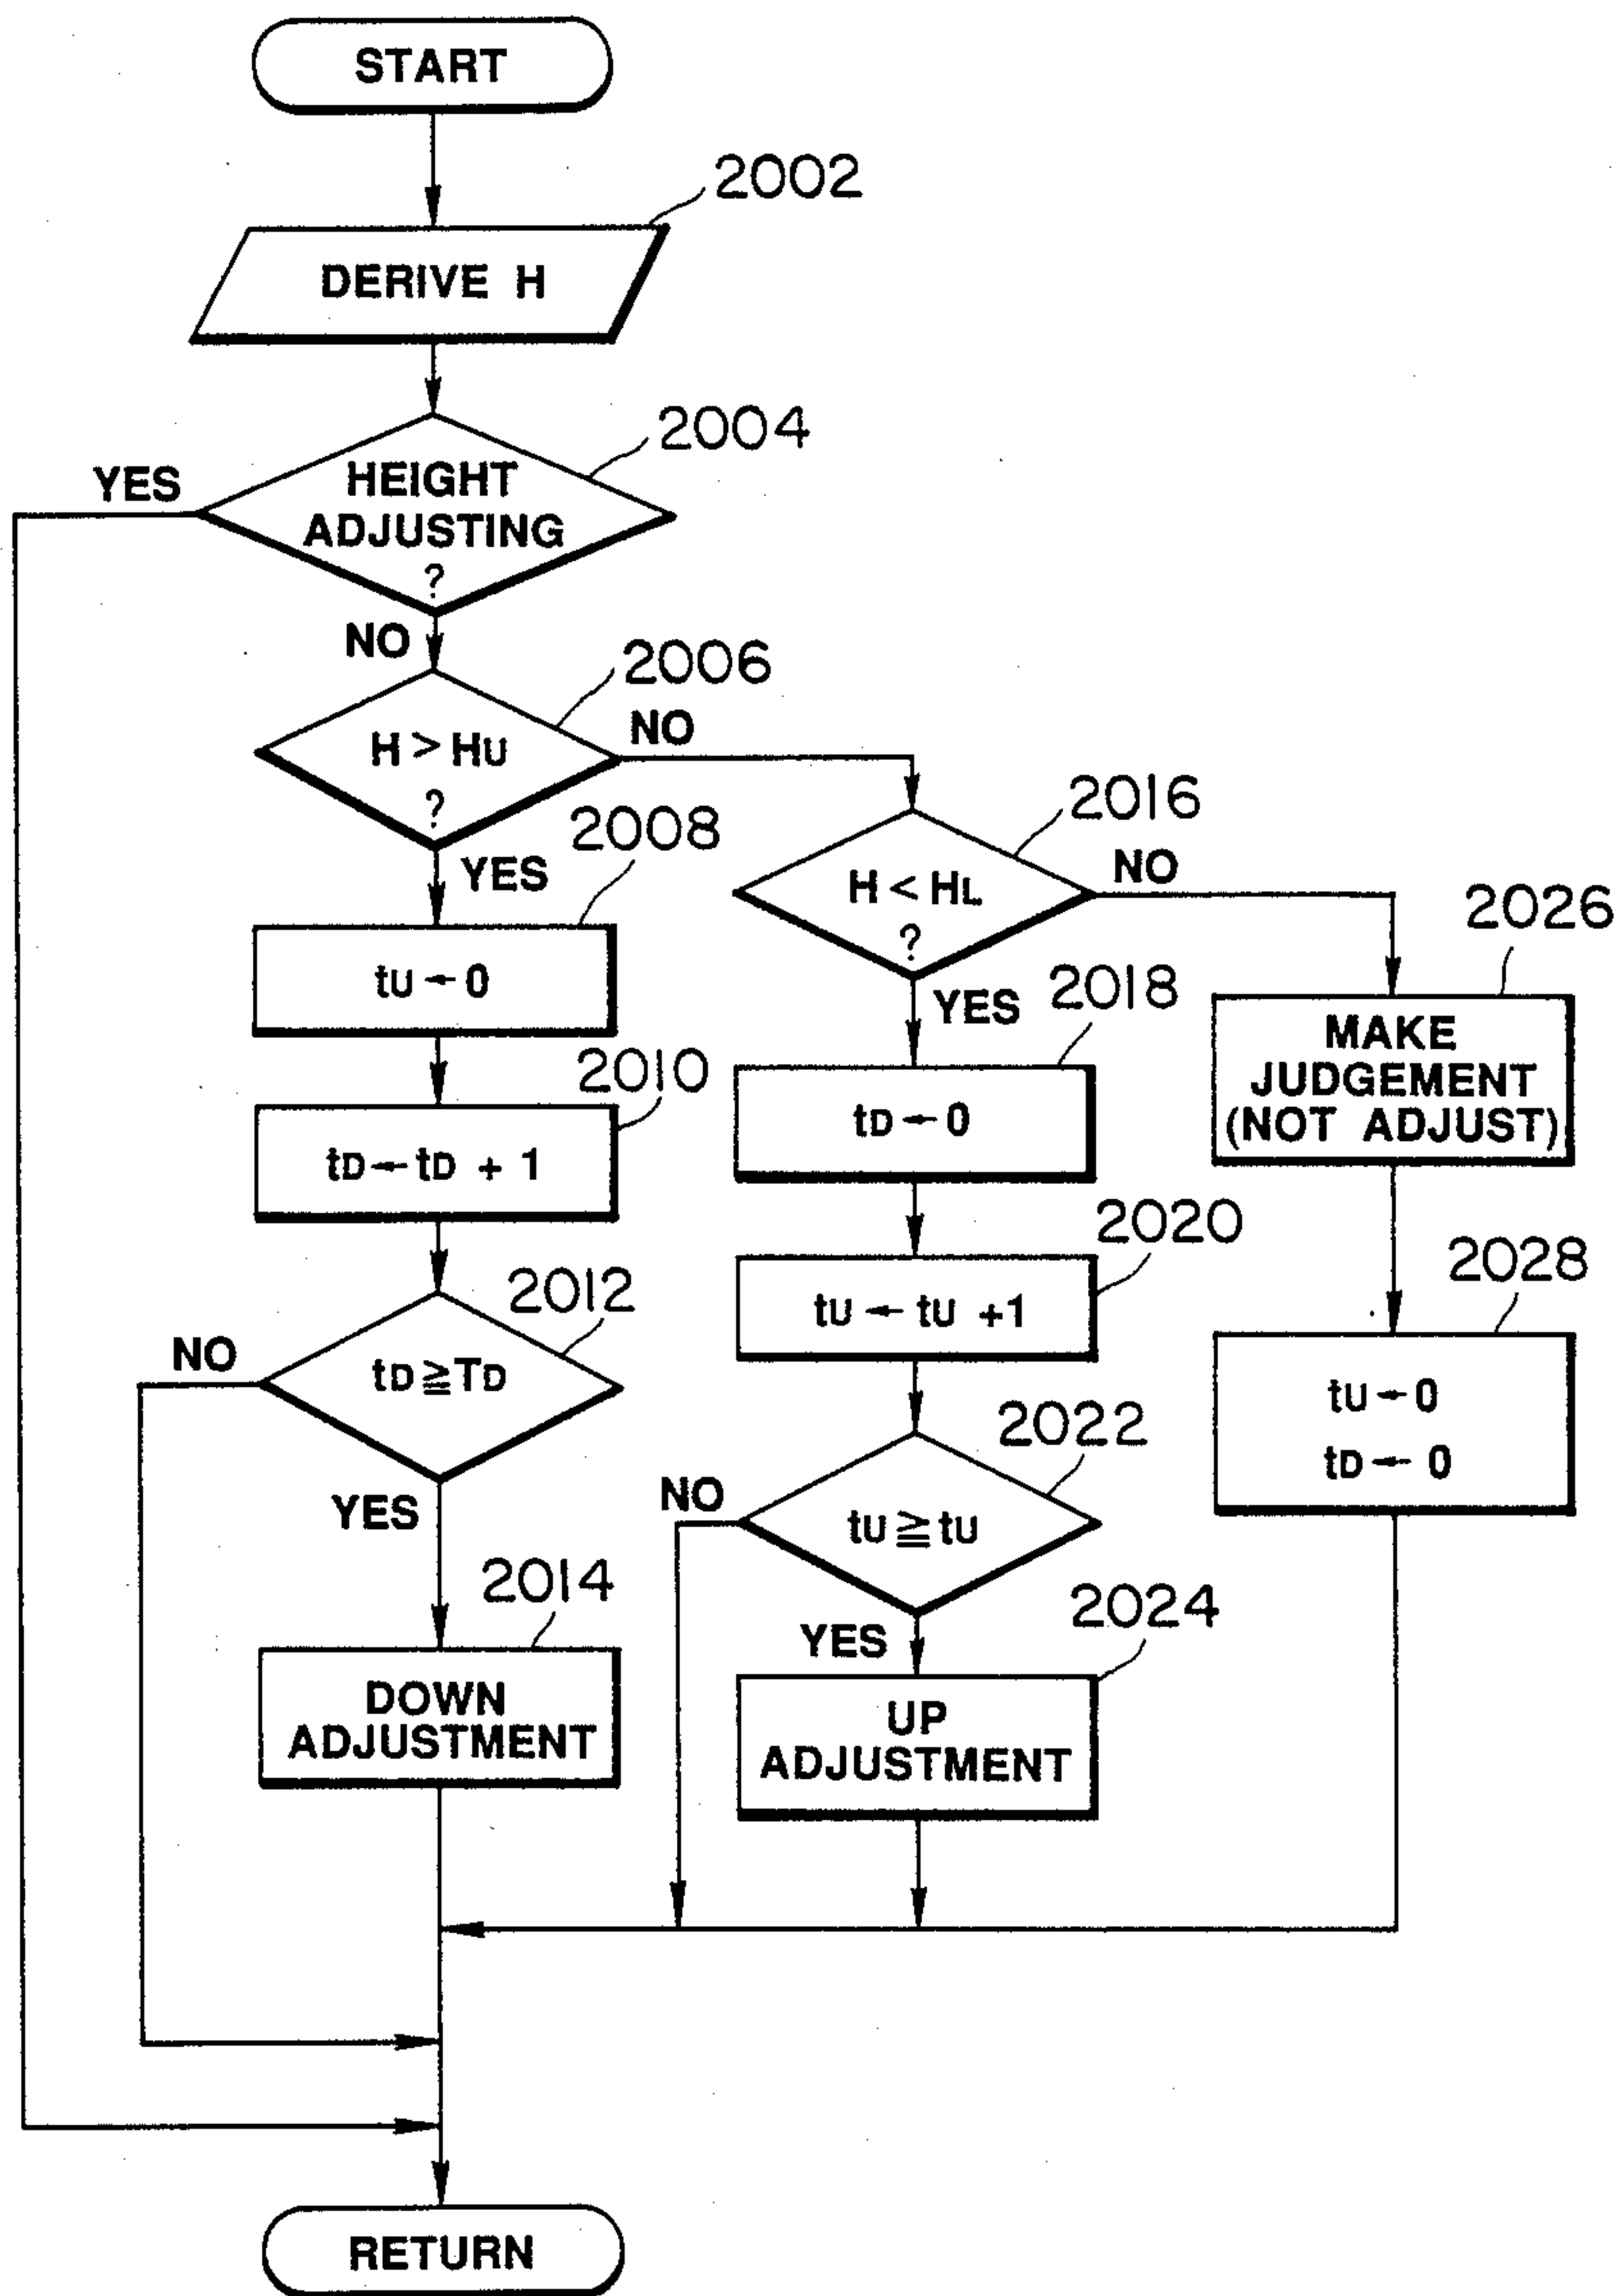 START
2002
DERIVE H
2004
YES
HEIGHT
ADJUSTING
?
NO
2006
H > HU
?
NO
2016
2008
YES
H < HL
?
NO
2026
tU ← 0
2018
YES
MAKE
JUDGEMENT
(NOT ADJUST)
2010
tD ← tD + 1
tD ← 0
2020
2028
2012
NO
tD ≧ TD
tU ← tU +1
tU ← 0
tD ← 0
2022
YES
NO
tU ≧ tU
2014
2024
YES
DOWN
ADJUSTMENT
UP
ADJUSTMENT
RETURN